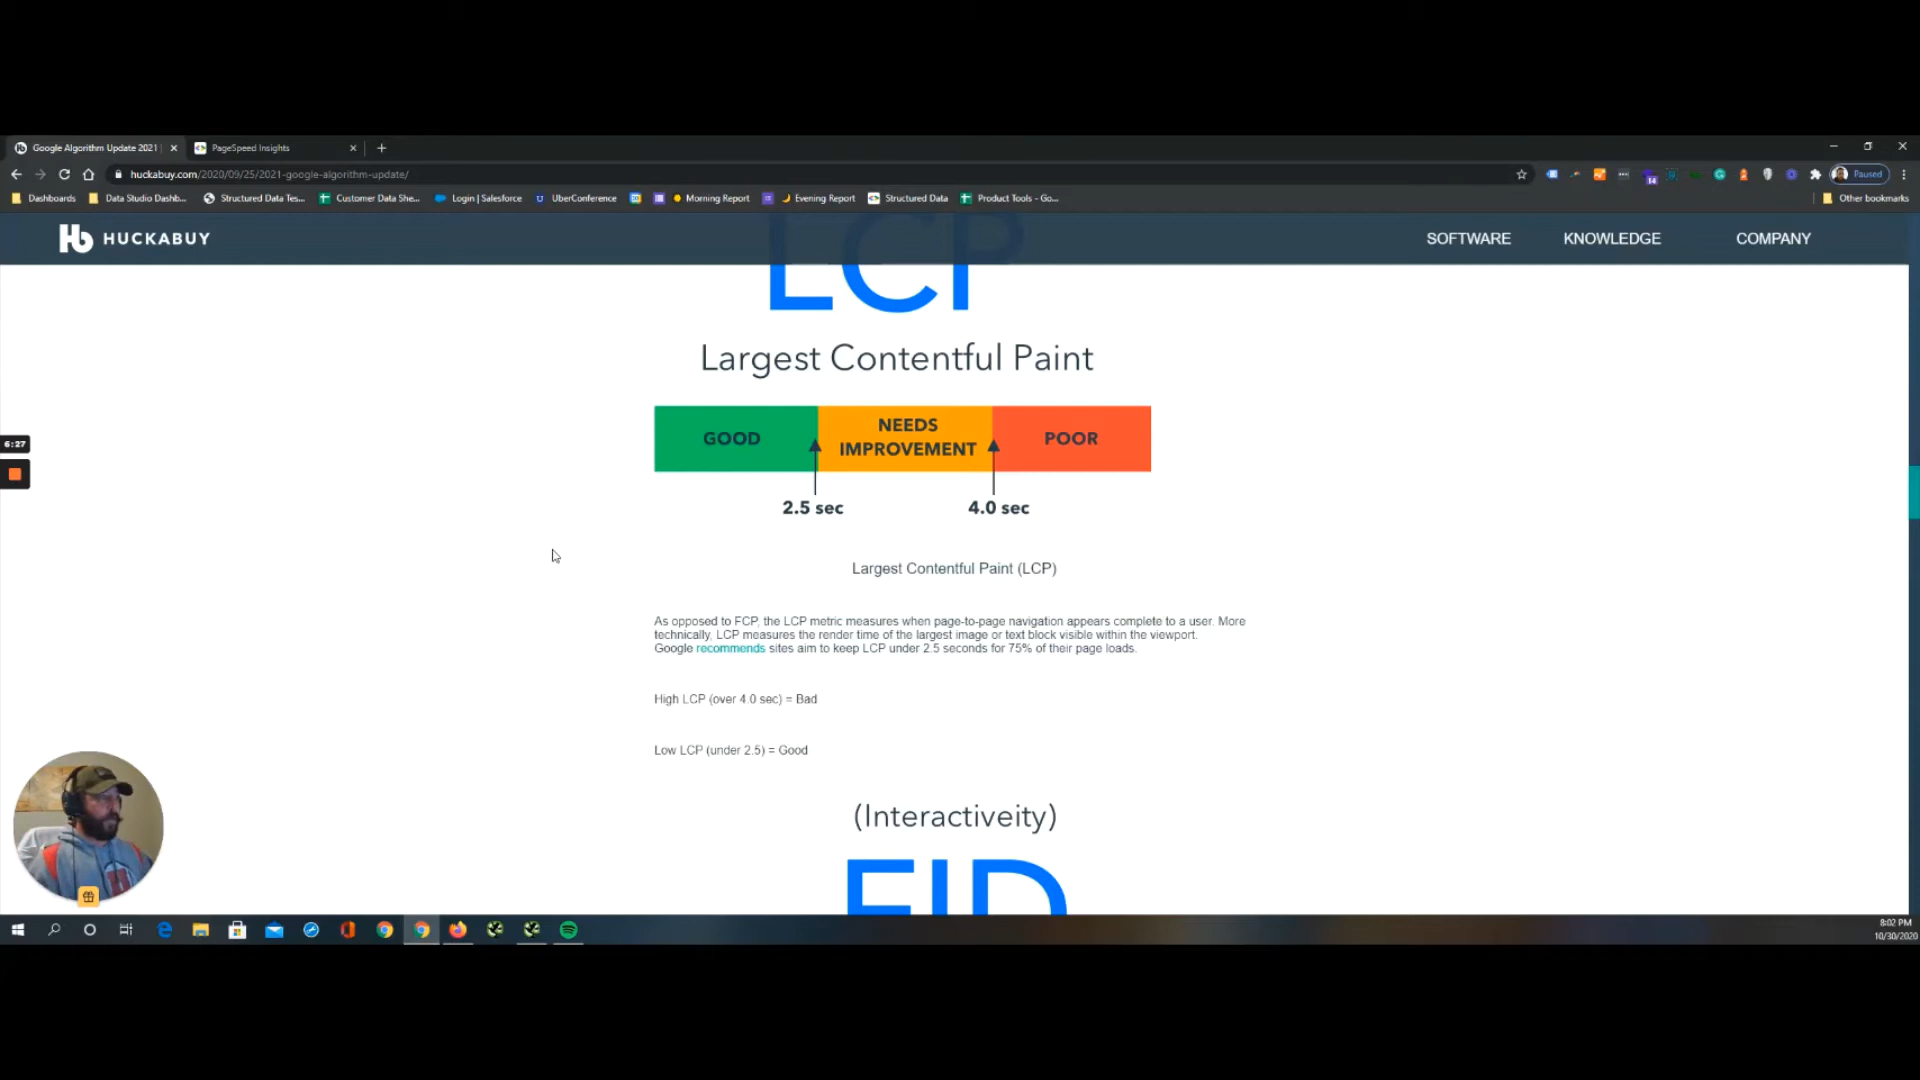 Google Algorithm Update 2021
PageSpeed Insights
huckabuy.com/2020/09/25/2021-google-algorithm-update/
Paused
Dashboards Data Studio Dashb... Structured Data Tes... Customer Data She... Login | Salesforce UberConference Morning Report Evening Report Structured Data Product Tools - Go... Other bookmarks
14
Hb HUCKABUY
SOFTWARE KNOWLEDGE COMPANY
LCP
Largest Contentful Paint
GOOD
NEEDS
IMPROVEMENT
POOR
6:27
2.5 sec
4.0 sec
Largest Contentful Paint (LCP)
As opposed to FCP, the LCP metric measures when page-to-page navigation appears complete to a user. More
technically, LCP measures the render time of the largest image or text block visible within the viewport.
Google recommends sites aim to keep LCP under 2.5 seconds for 75% of their page loads.
High LCP (over 4.0 sec) = Bad
Low LCP (under 2.5) = Good
(Interactiveity)
FID
8:02 PM
10/30/2020